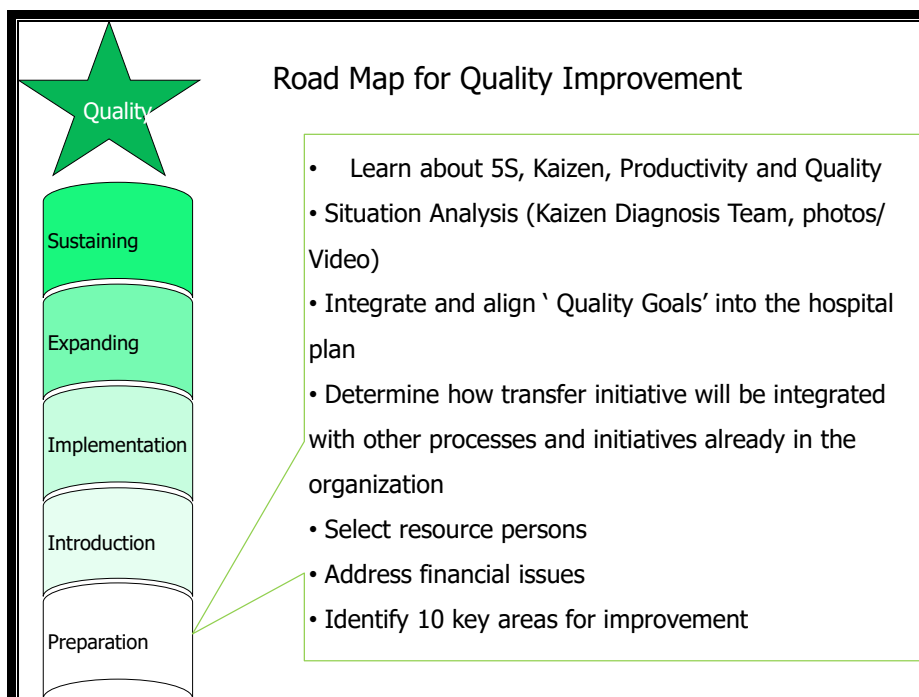 Road Map for Quality Improvement
Quality
Sustaining
Expanding
Implementation
Introduction
Preparation
• Learn about 5S, Kaizen, Productivity and Quality
• Situation Analysis (Kaizen Diagnosis Team, photos/
Video)
• Integrate and align ‘ Quality Goals’ into the hospital
plan
• Determine how transfer initiative will be integrated
with other processes and initiatives already in the
organization
• Select resource persons
• Address financial issues
• Identify 10 key areas for improvement